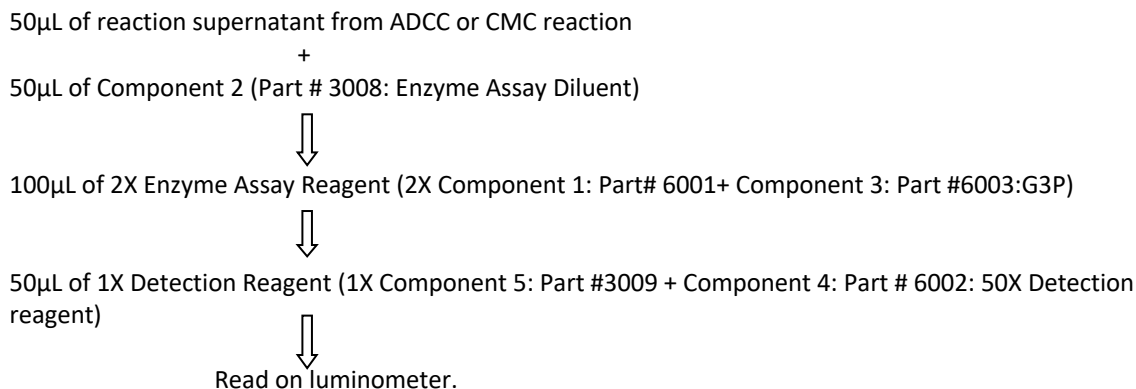 50µL of reaction supernatant from ADCC or CMC reaction
+
50µL of Component 2 (Part # 3008: Enzyme Assay Diluent)
100µL of 2X Enzyme Assay Reagent (2X Component 1: Part# 6001+ Component 3: Part #6003:G3P)
50µL of 1X Detection Reagent (1X Component 5: Part #3009 + Component 4: Part # 6002: 50X Detection
reagent)
Read on luminometer.